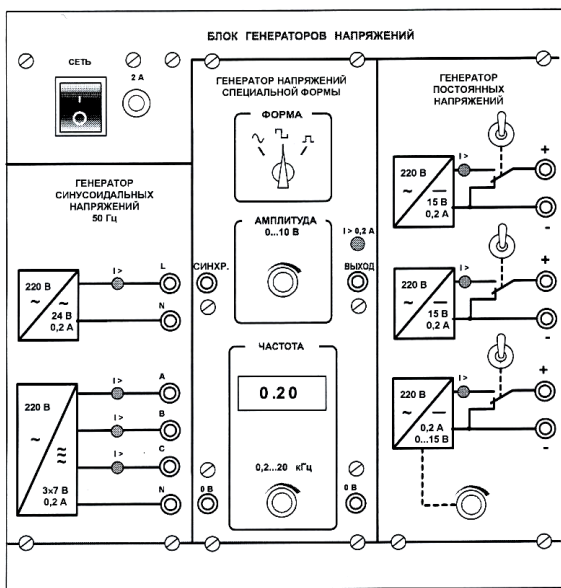 БЛОК ГЕНЕРАТОРОВ НАПРЯЖЕНИЙ
СЕТЬ
2 А
I
ГЕНЕРАТОР
СИНУСОИДАЛЬНЫХ
НАПРЯЖЕНИЙ
50 Гц
220 В
~
~
24 В
0,2 А
I >
L
N
220 В
~
≈
3х7 В
0,2 А
I >
A
I >
B
I >
C
N
ГЕНЕРАТОР НАПРЯЖЕНИЙ
СПЕЦИАЛЬНОЙ ФОРМЫ
ФОРМА
АМПЛИТУДА
0...10 В
I > 0,2 А
СИНХР.
ВЫХОД
ЧАСТОТА
0.20
0,2...20 кГц
0 В
0 В
ГЕНЕРАТОР
ПОСТОЯННЫХ
НАПРЯЖЕНИЙ
220 В
~
15 В
0,2 А
I >
+
-
220 В
~
15 В
0,2 А
I >
+
-
220 В
~
0,2 А
0...15 В
I >
+
-